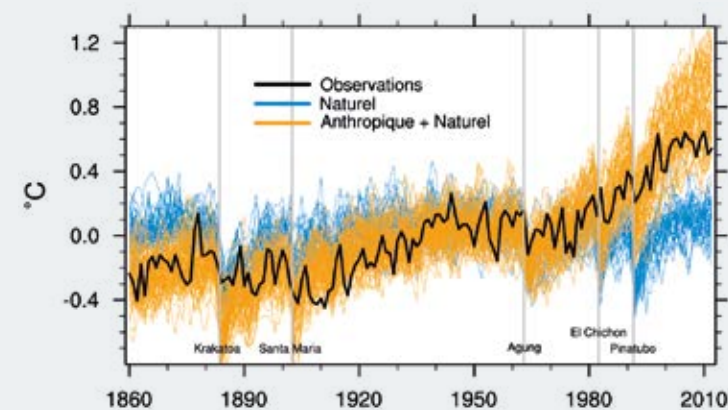 1.2
0.8
0.4
0.0
-0.4
°C
Observations
Naturel
Anthropique + Naturel
El Chichon
Krakatoa Santa Maria Agung Pinatubo
1860 1890 1920 1950 1980 2010